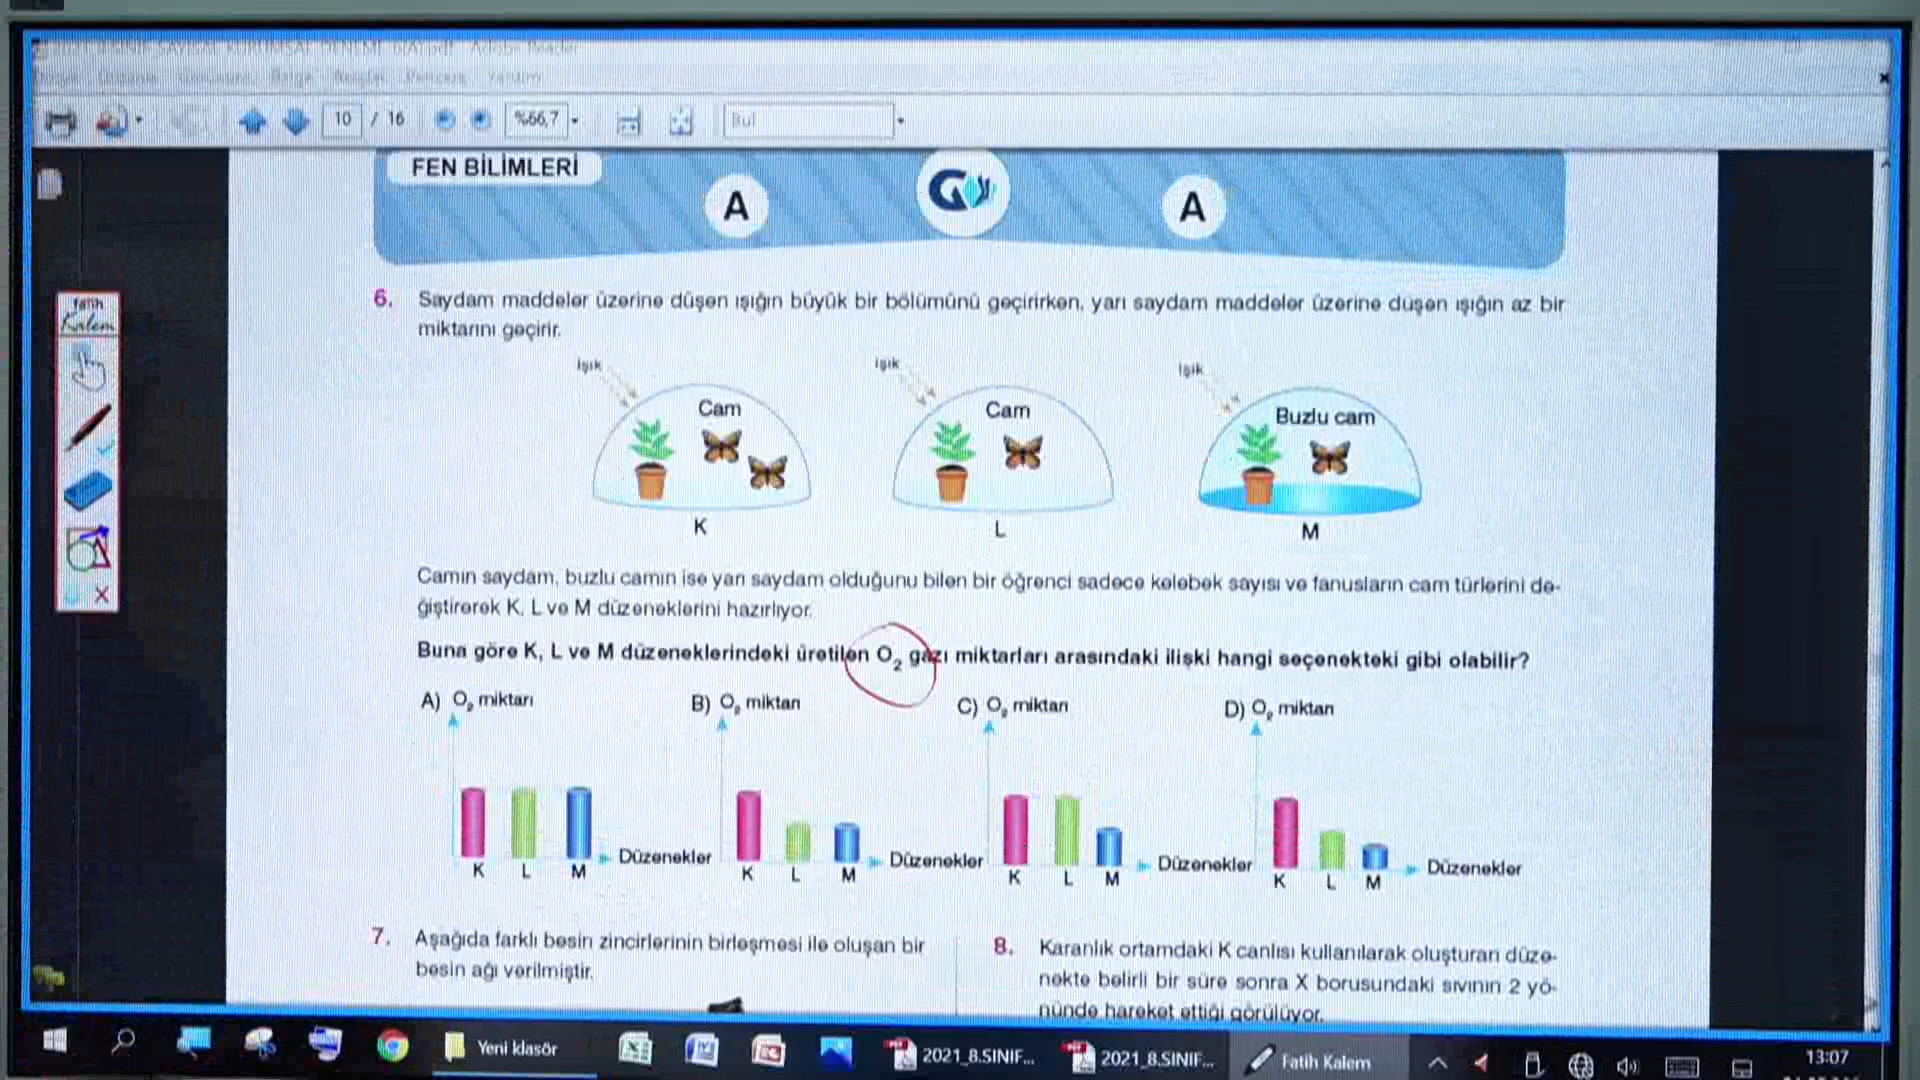 10 / 16
%66,7
Bul
FEN BİLİMLERİ
A
A
fatih
Kalem
6. Saydam maddeler üzerine düşen ışığın büyük bir bölümünü geçirirken, yarı saydam maddeler üzerine düşen ışığın az bir
miktarını geçirir.
Işık
Işık
Işık
Cam
Cam
Buzlu cam
K
L
M
Camın saydam, buzlu camın ise yarı saydam olduğunu bilen bir öğrenci sadece kelebek sayısı ve fanusların cam türlerini de-
ğiştirerek K, L ve M düzeneklerini hazırlıyor.
Buna göre K, L ve M düzeneklerindeki üretilen O₂ gazı miktarları arasındaki ilişki hangi seçenekteki gibi olabilir?
A) O₂ miktarı
B) O₂ miktarı
C) O₂ miktarı
D) O₂ miktarı
K L M Düzenekler
K L M Düzenekler
K L M Düzenekler
K L M Düzenekler
7. Aşağıda farklı besin zincirlerinin birleşmesi ile oluşan bir
besin ağı verilmiştir.
8. Karanlık ortamdaki K canlısı kullanılarak oluşturan düze-
nekte belirli bir süre sonra X borusundaki sıvının 2 yö-
nünde hareket ettiği görülüyor.
Yeni klasör
2021_8.SINIF...
2021_8.SINIF...
Fatih Kalem
13:07